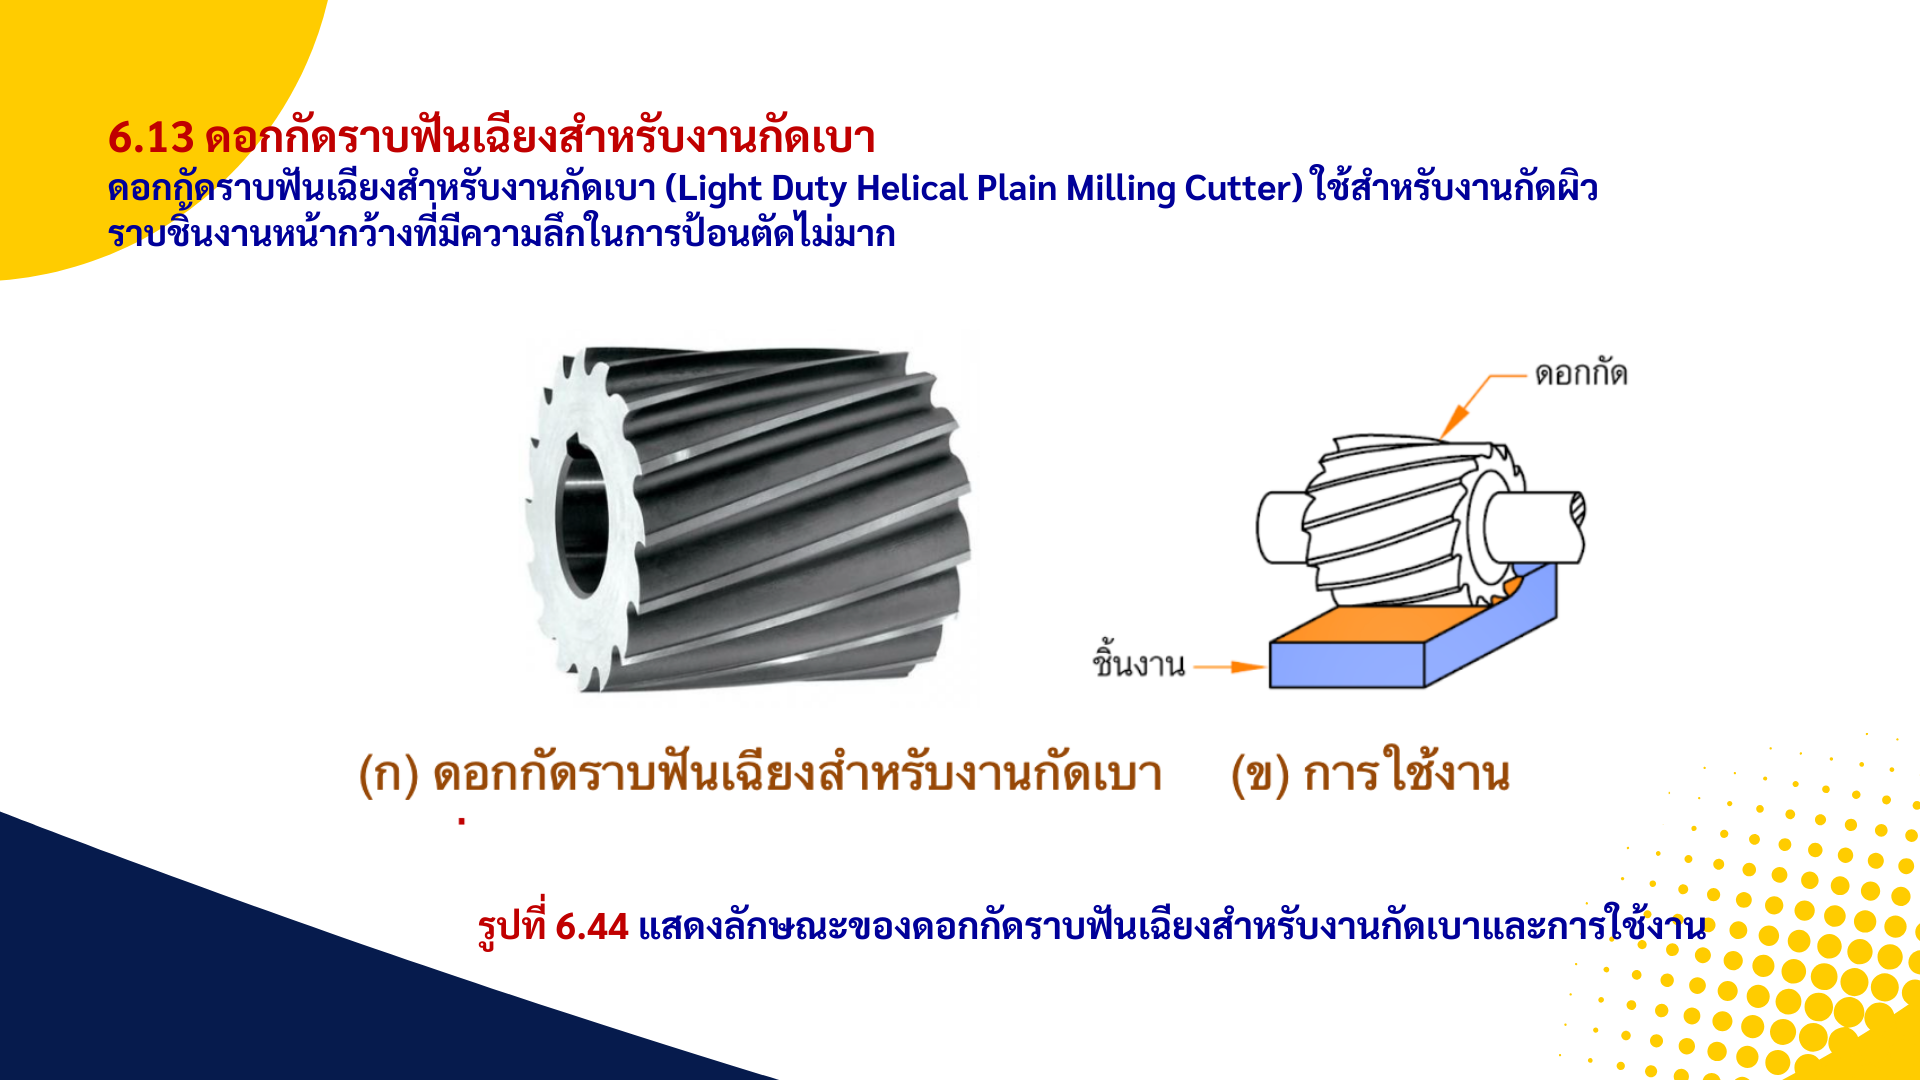 6.13 ดอกกัดราบฟันเฉียงสำหรับงานกัดเบา
ดอกกัดราบฟันเฉียงสำหรับงานกัดเบา (Light Duty Helical Plain Milling Cutter) ใช้สำหรับงานกัดผิว
ราบชิ้นงานหน้ากว้างที่มีความลึกในการป้อนตัดไม่มาก
ดอกกัด
ชิ้นงาน
(ก) ดอกกัดราบฟันเฉียงสำหรับงานกัดเบา (ข) การใช้งาน
รูปที่ 6.44 แสดงลักษณะของดอกกัดราบฟันเฉียงสำหรับงานกัดเบาและการใช้งาน